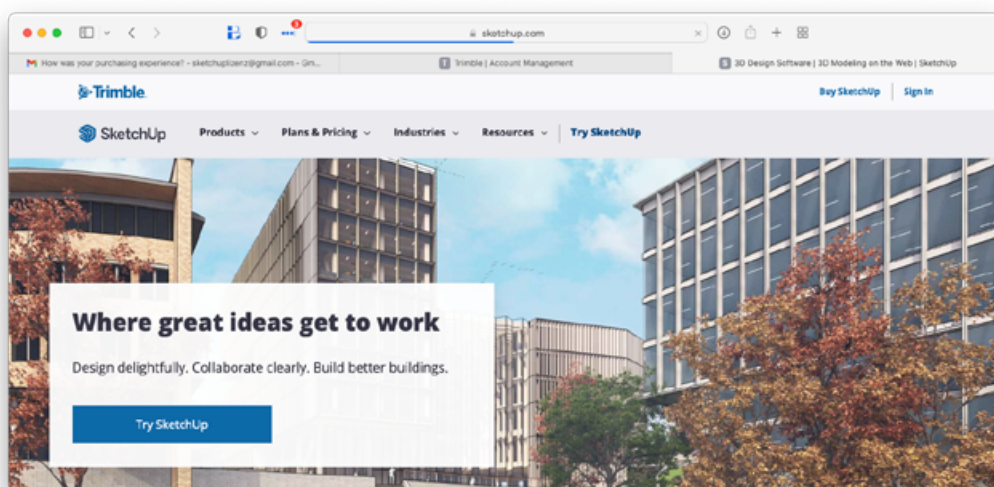 3
sketchup.com
How was your purchasing experience? - sketchuplizenz@gmail.com - Gm...
T Trimble | Account Management
S 3D Design Software | 3D Modeling on the Web | SketchUp
Trimble.
Buy SketchUp
Sign In
SketchUp
Products
Plans & Pricing
Industries
Resources
Try SketchUp
Where great ideas get to work
Design delightfully. Collaborate clearly. Build better buildings.
Try SketchUp